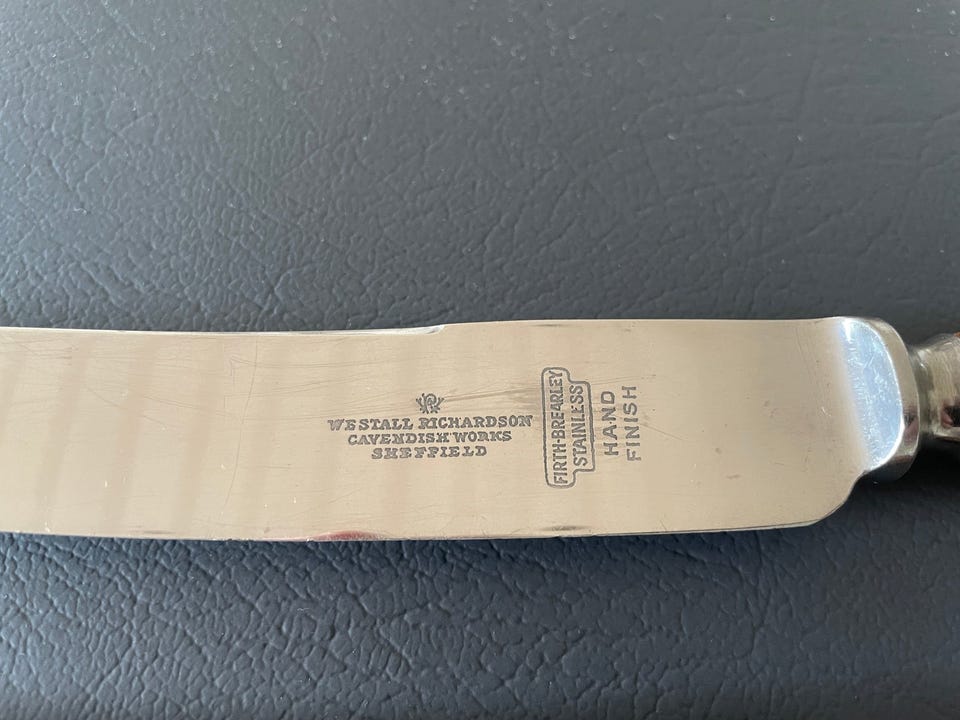 WESTALL RICHARDSON
CAVENDISH WORKS
SHEFFIELD
FIRTH-BREARLEY
STAINLESS
HAND
FINISH